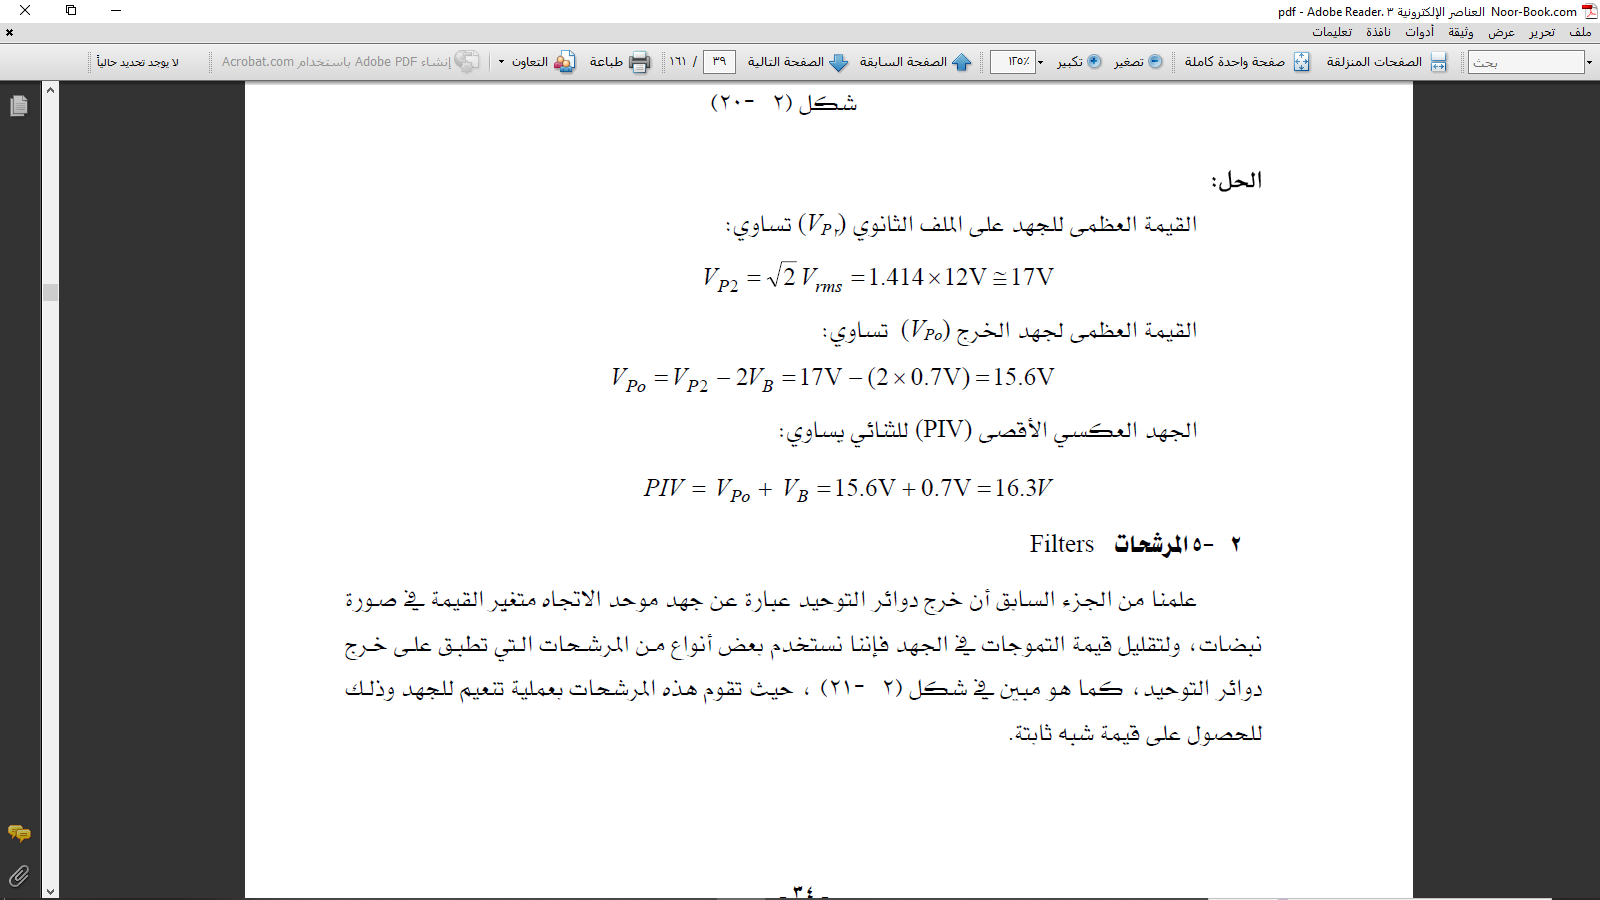 Noor-Book.com العناصر الإلكترونية ٣ .pdf - Adobe Reader
ملف تحرير عرض وثيقة أدوات نافذة تعليمات
بحث الصفحات المنزلقة صفحة واحدة كاملة تصغير تكبير ١٢٥٪ الصفحة السابقة الصفحة التالية ٣٩ / ١٦١ طباعة التعاون إنشاء Adobe PDF باستخدام Acrobat.com لا يوجد تحديد حالياً
شكل (٢ -٢٠)
الحل:
القيمة العظمى للجهد على الملف الثانوي (V_P٢) تساوي:
V_P2 = √2 V_rms = 1.414 × 12V ≅ 17V
القيمة العظمى لجهد الخرج (V_Po) تساوي:
V_Po = V_P2 − 2V_B = 17V − (2 × 0.7V) = 15.6V
الجهد العكسي الأقصى (PIV) للثنائي يساوي:
PIV = V_Po + V_B = 15.6V + 0.7V = 16.3V
٢ -٥ المرشحات Filters
علمنا من الجزء السابق أن خرج دوائر التوحيد عبارة عن جهد موحد الاتجاه متغير القيمة في صورة
نبضات، ولتقليل قيمة التموجات في الجهد فإننا نستخدم بعض أنواع من المرشحات التي تطبق على خرج
دوائر التوحيد، كما هو مبين في شكل (٢ -٢١) ، حيث تقوم هذه المرشحات بعملية تنعيم للجهد وذلك
للحصول على قيمة شبه ثابتة.
- ٣٤ -